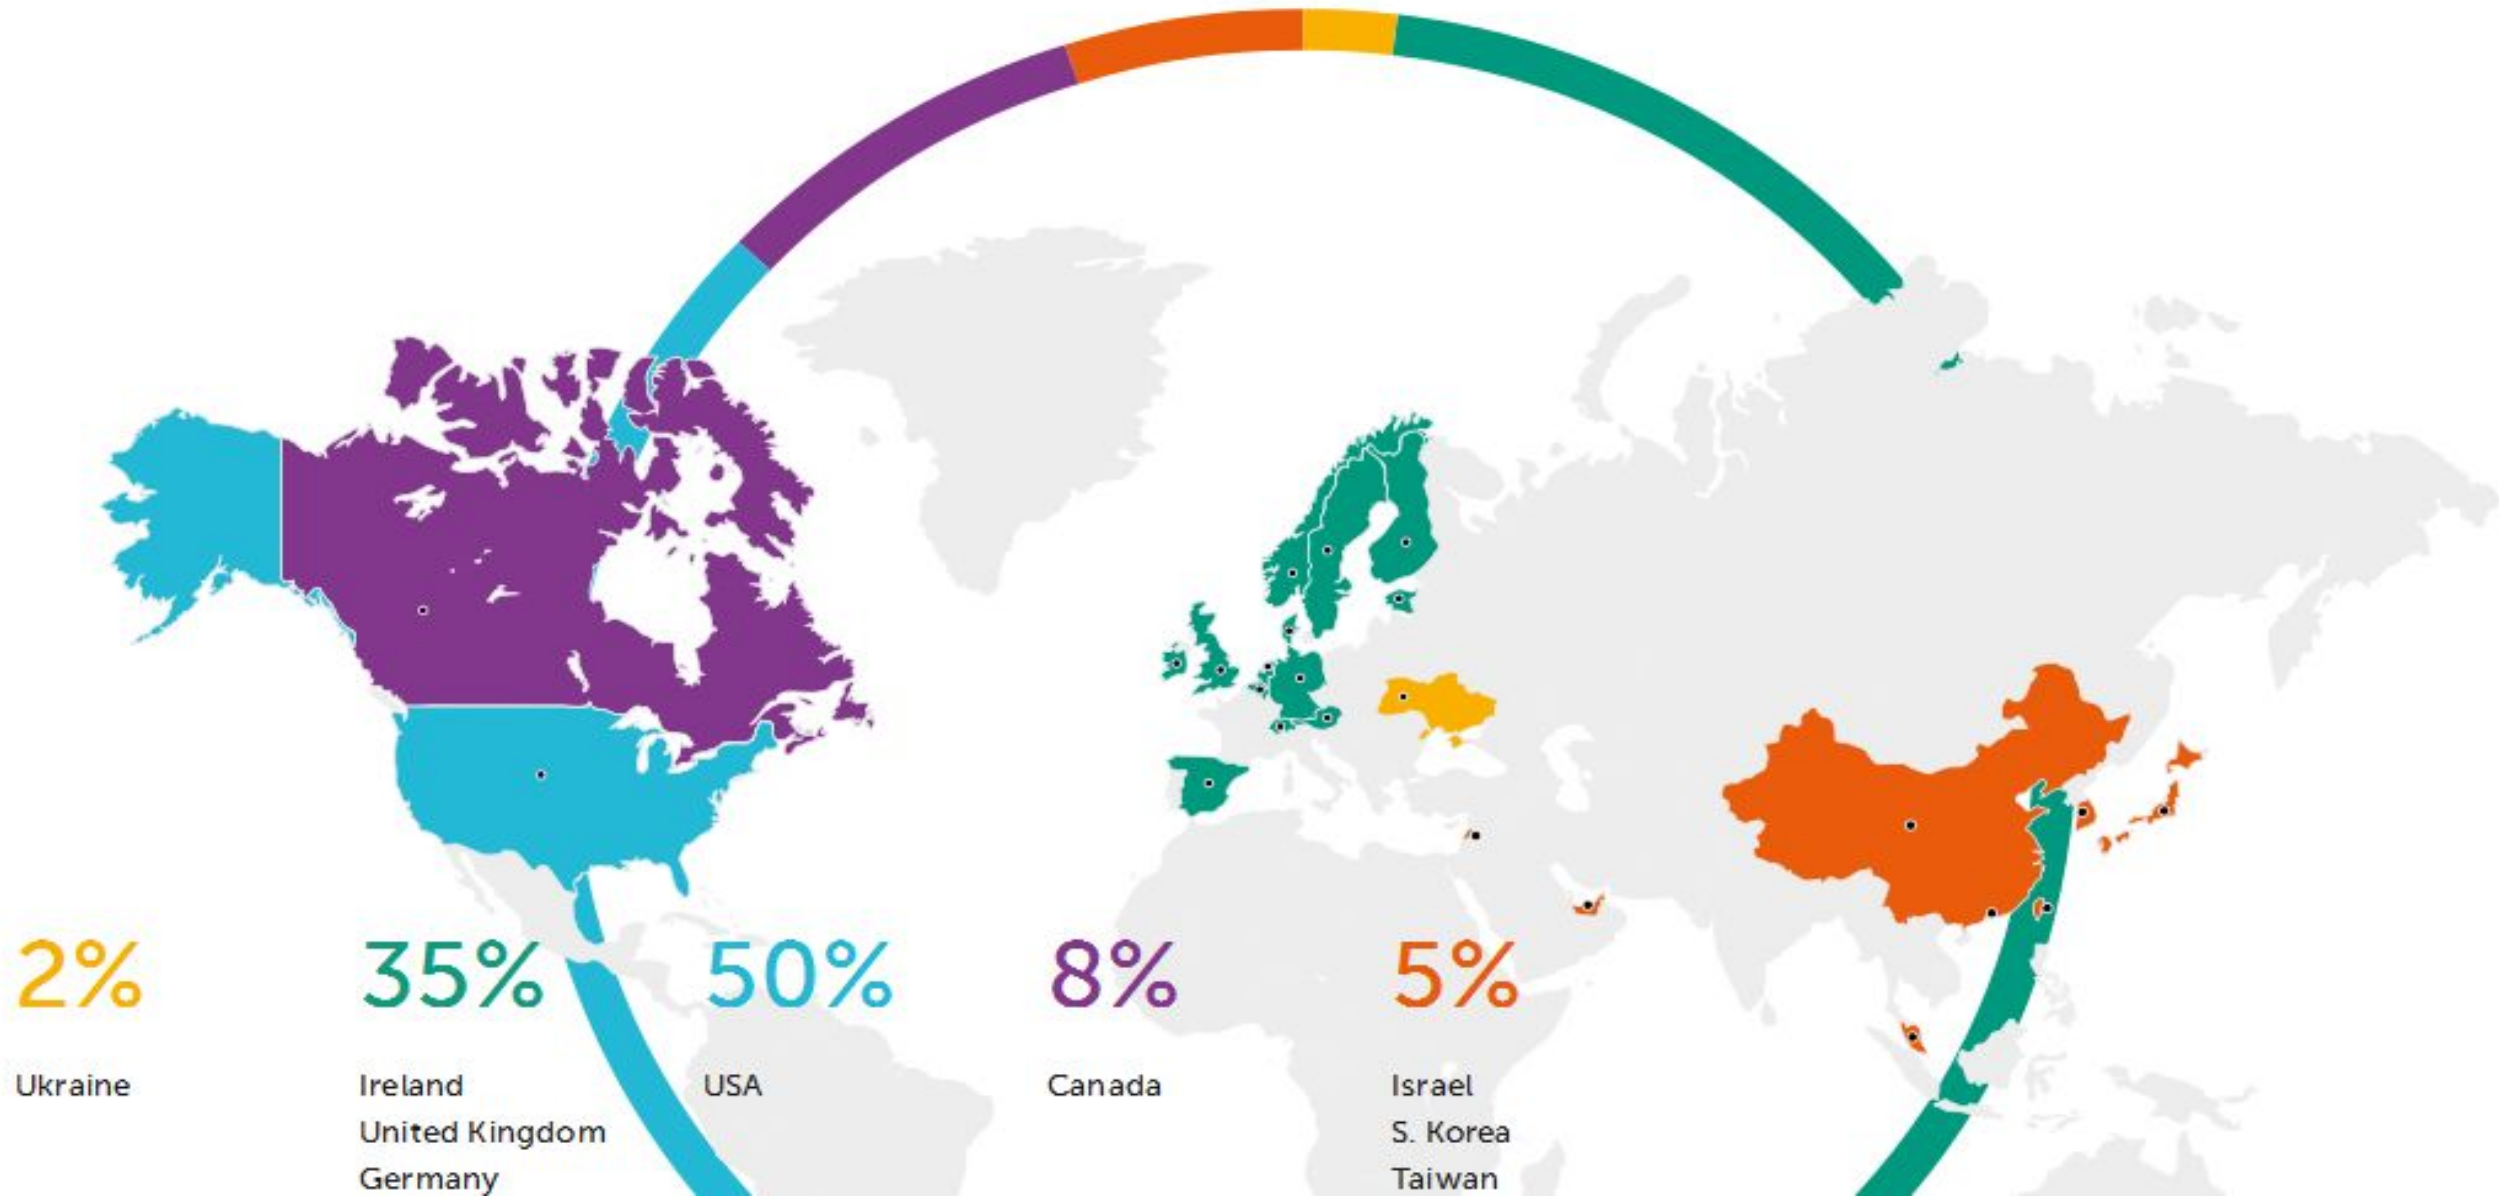 2%
35%
50%
8%
5%
Ukraine
Ireland
USA
Canada
Israel
United Kingdom
S. Korea
Germany
Taiwan